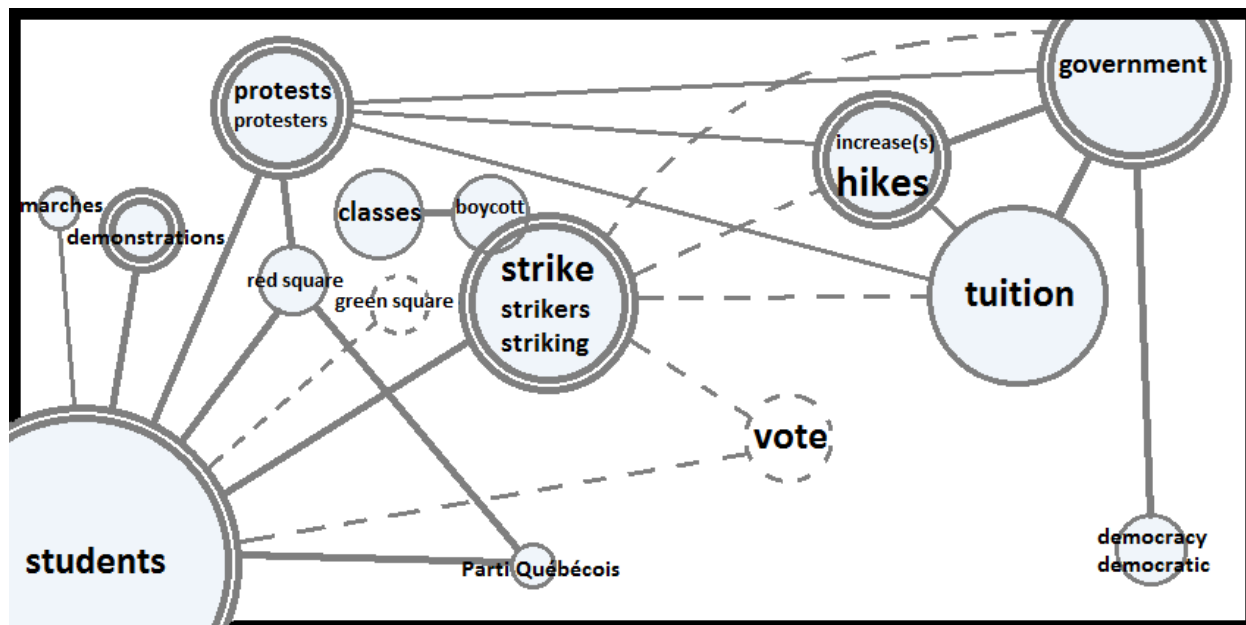 government
protests
protesters
increase(s)
hikes
marches
demonstrations
classes
boycott
red square
green square
strike
strikers
striking
tuition
vote
students
Parti Québécois
democracy
democratic